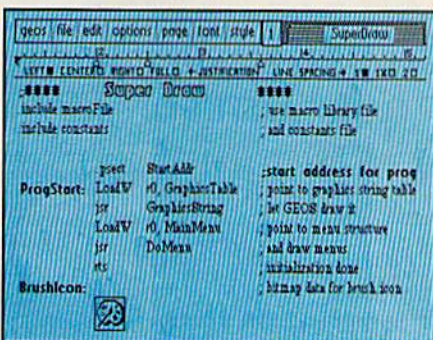 geos file edit options page font style 1 SuperDraw
LEFT CENTER RIGHT FULL ← JUSTIFICATION LINE SPACING → 1 1½ 2
;**** Super Draw ****
include macroFile ; use macro library file
include constants ; and constants file
.psect StartAddr ;start address for prog
ProgStart: LoadW r0, GraphicsTable ; point to graphics string table
jsr GraphicsString ; let GEOS draw it
LoadW r0, MainMenu ; point to menu structure
jsr DoMenu ; and draw menus
rts ; initialization done
BrushIcon: ; bitmap data for brush icon